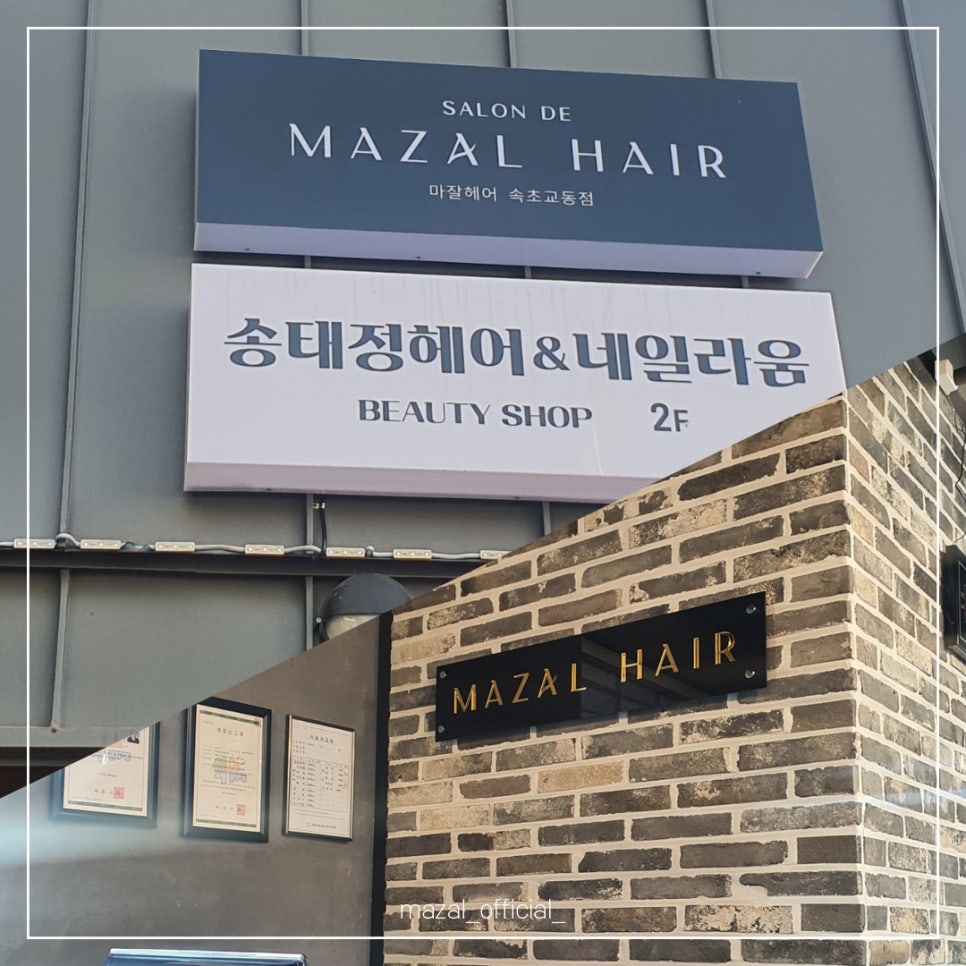 SALON DE
MAZAL HAIR
마잘헤어 속초교동점
송태정헤어&네일라움
BEAUTY SHOP 2F
MAZAL HAIR
mazal_official_